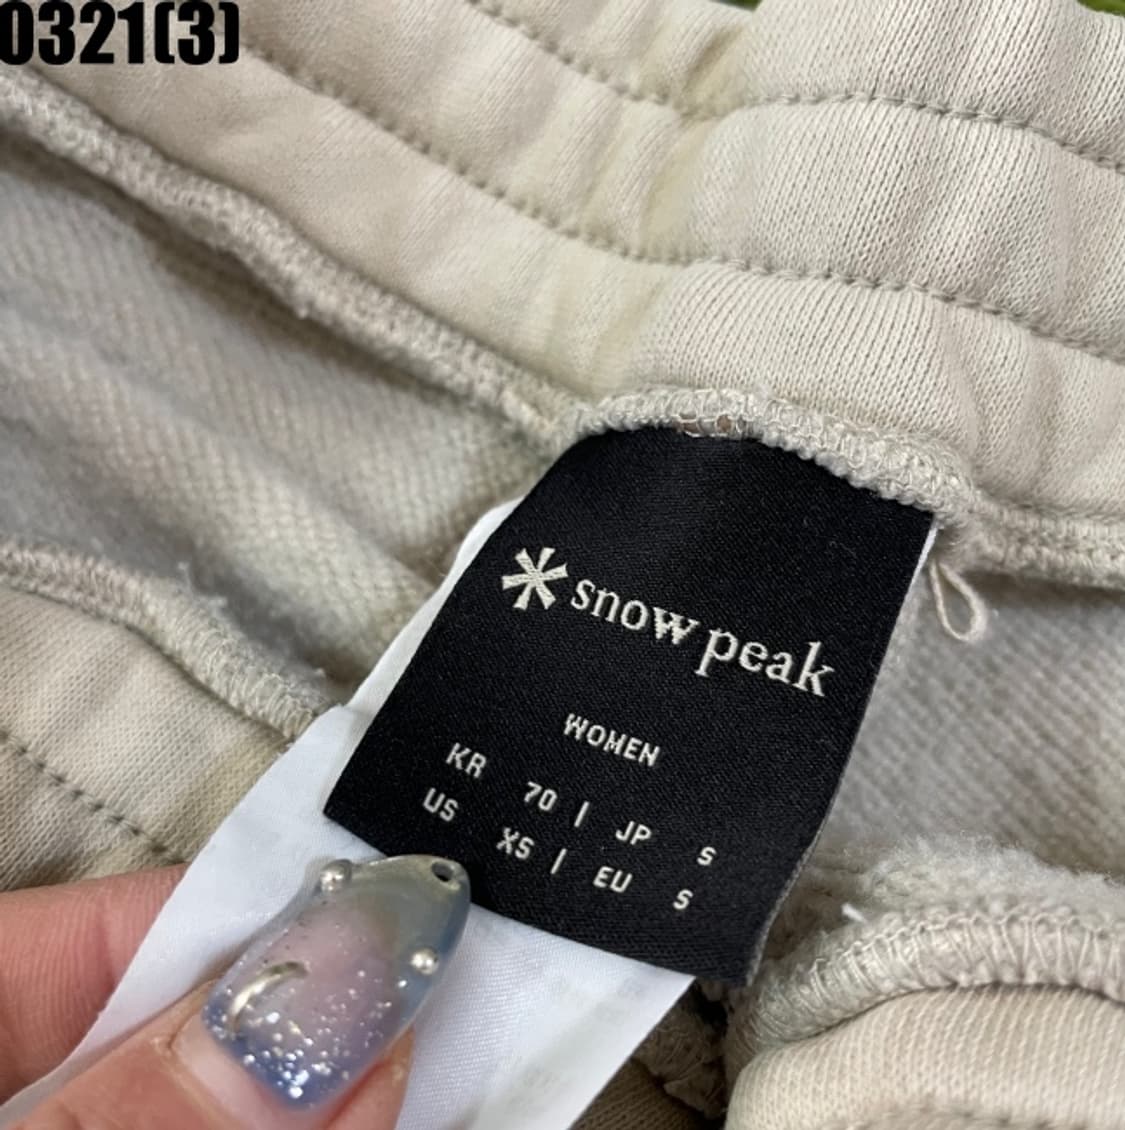 0321(3)
snow peak
WOMEN
KR 70 | JP S
US XS | EU S